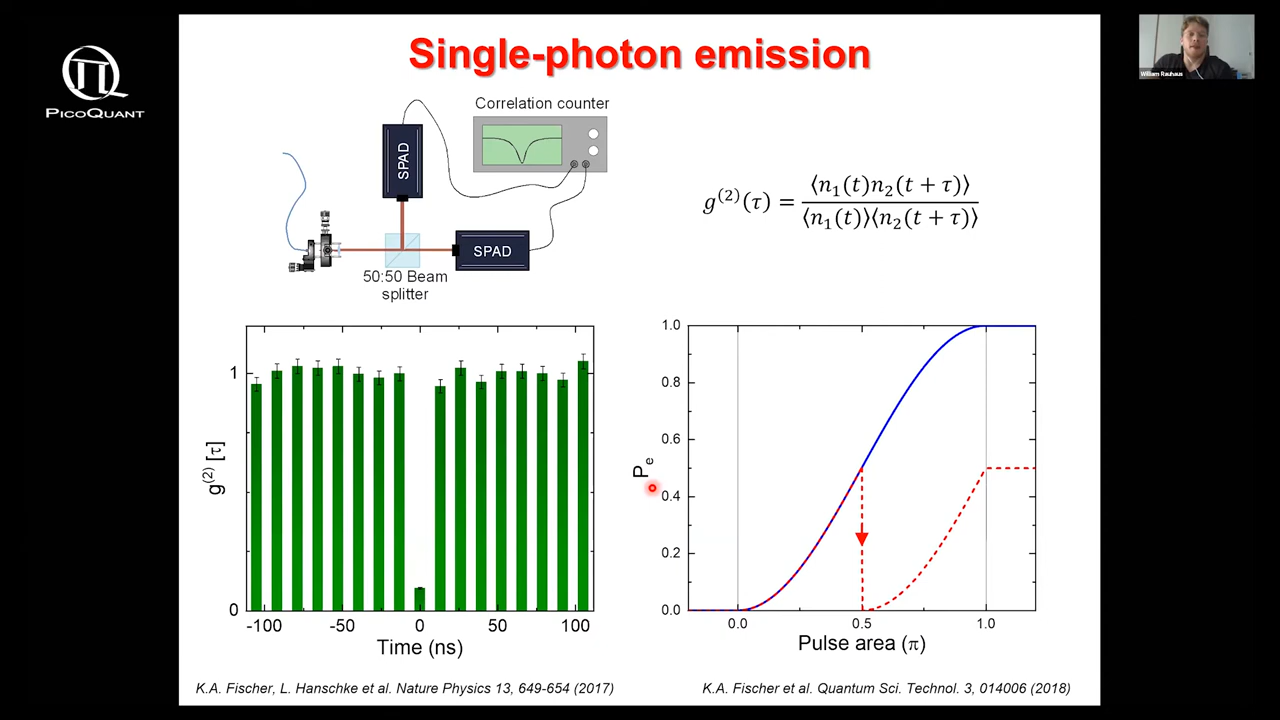 Single-photon emission
PICOQUANT
William Rauhaus
Correlation counter
SPAD
SPAD
50:50 Beam
splitter
g⁽²⁾(τ) = ⟨n₁(t)n₂(t + τ)⟩ / ⟨n₁(t)⟩⟨n₂(t + τ)⟩
g⁽²⁾ [τ]
1
0
-100 -50 0 50 100
Time (ns)
Pₑ
1.0
0.8
0.6
0.4
0.2
0.0
0.0 0.5 1.0
Pulse area (π)
K.A. Fischer, L. Hanschke et al. Nature Physics 13, 649-654 (2017)
K.A. Fischer et al. Quantum Sci. Technol. 3, 014006 (2018)